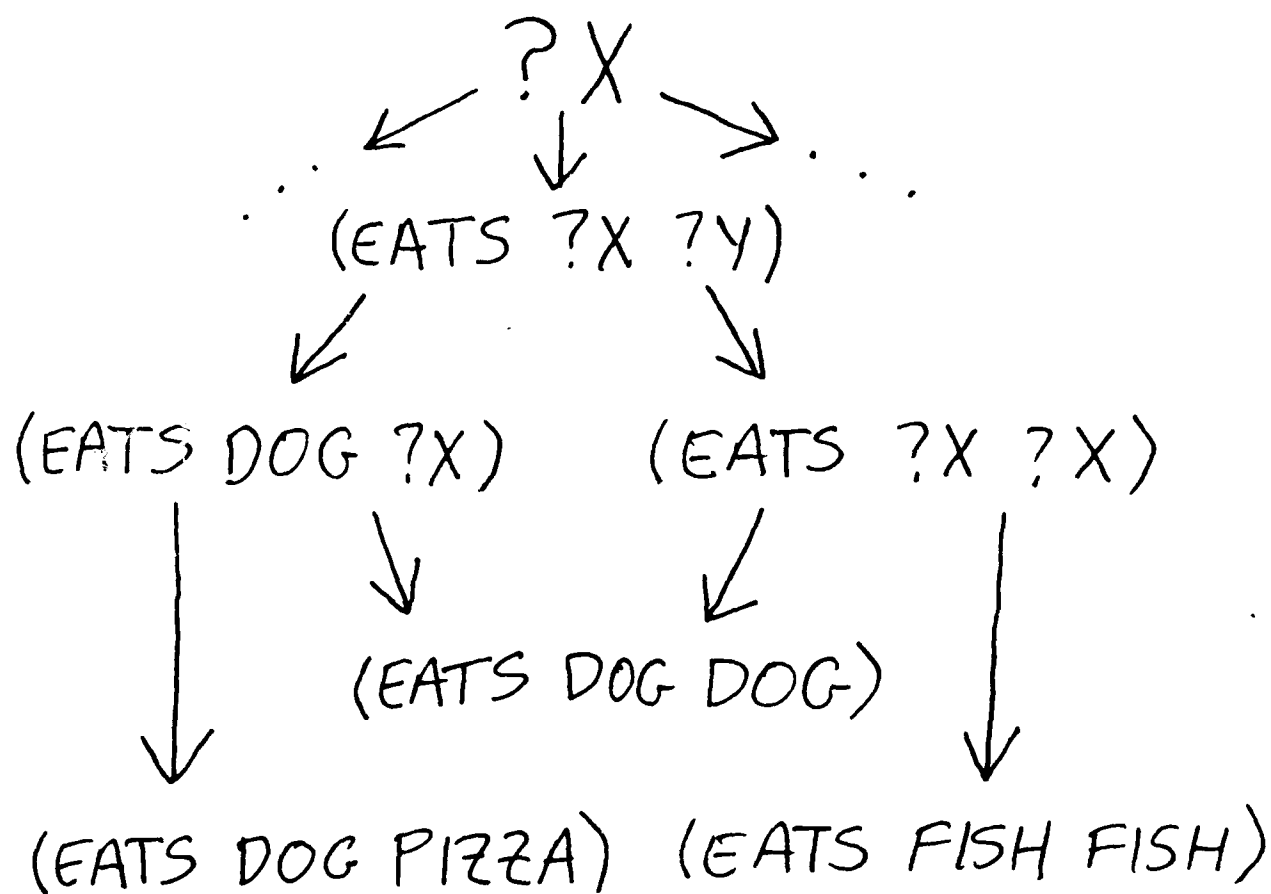 ?X
(EATS ?X ?Y)
(EATS DOG ?X) (EATS ?X ?X)
(EATS DOG DOG)
(EATS DOG PIZZA) (EATS FISH FISH)